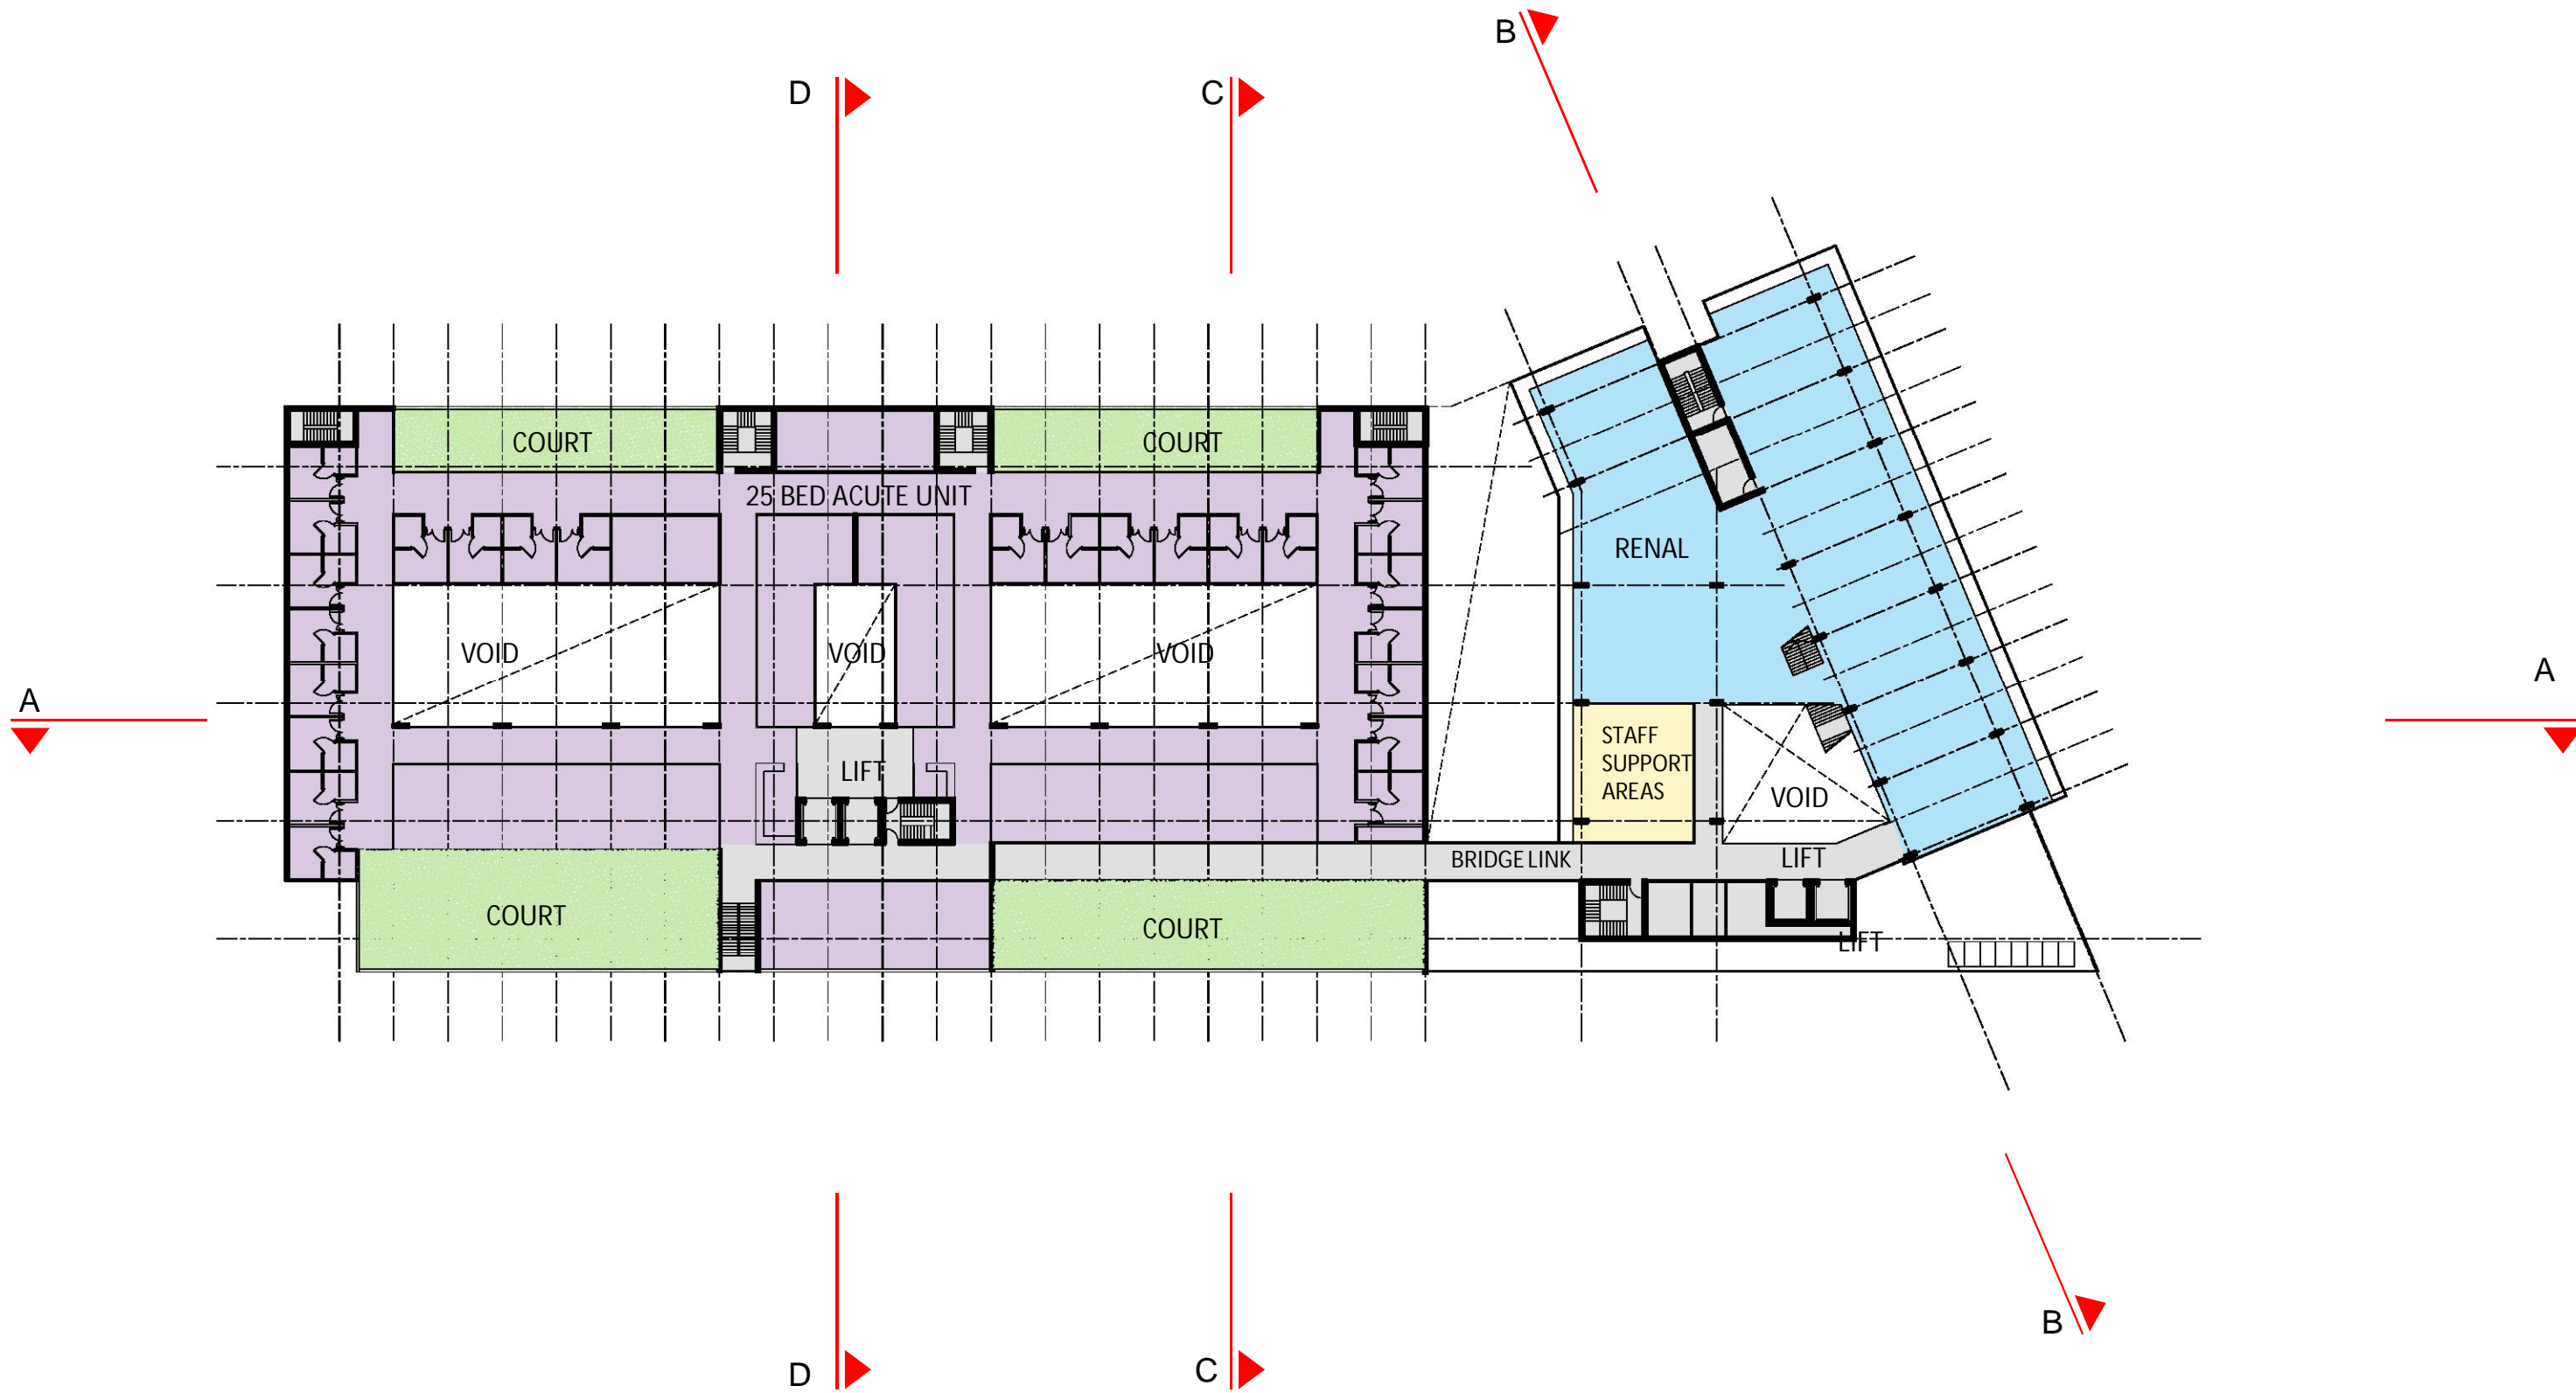 B
D
C
COURT
COURT
25 BED ACUTE UNIT
RENAL
VOID
VOID
VOID
A
A
STAFF
SUPPORT
AREAS
LIFT
VOID
BRIDGE LINK
LIFT
COURT
COURT
LIFT
B
D
C